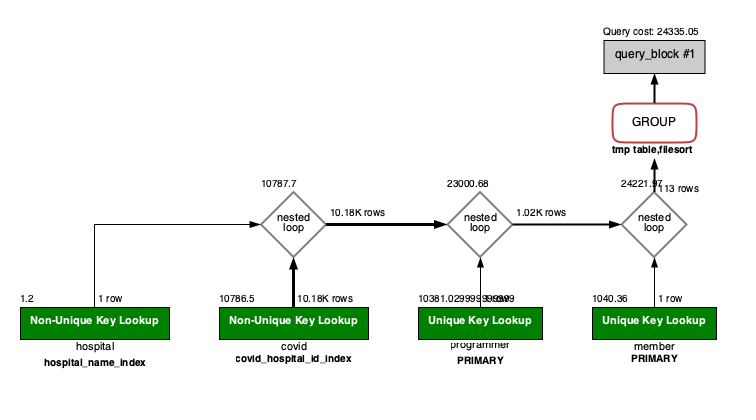 Query cost: 24335.05
query_block #1
GROUP
tmp table,filesort
10787.7
23000.68
24221.97
113 rows
nested
loop
10.18K rows
nested
loop
1.02K rows
nested
loop
1.2
1 row
10786.5
10.18K rows
10381.029999999999
1 row
1040.36
1 row
Non-Unique Key Lookup
Non-Unique Key Lookup
Unique Key Lookup
Unique Key Lookup
hospital
covid
programmer
member
hospital_name_index
covid_hospital_id_index
PRIMARY
PRIMARY